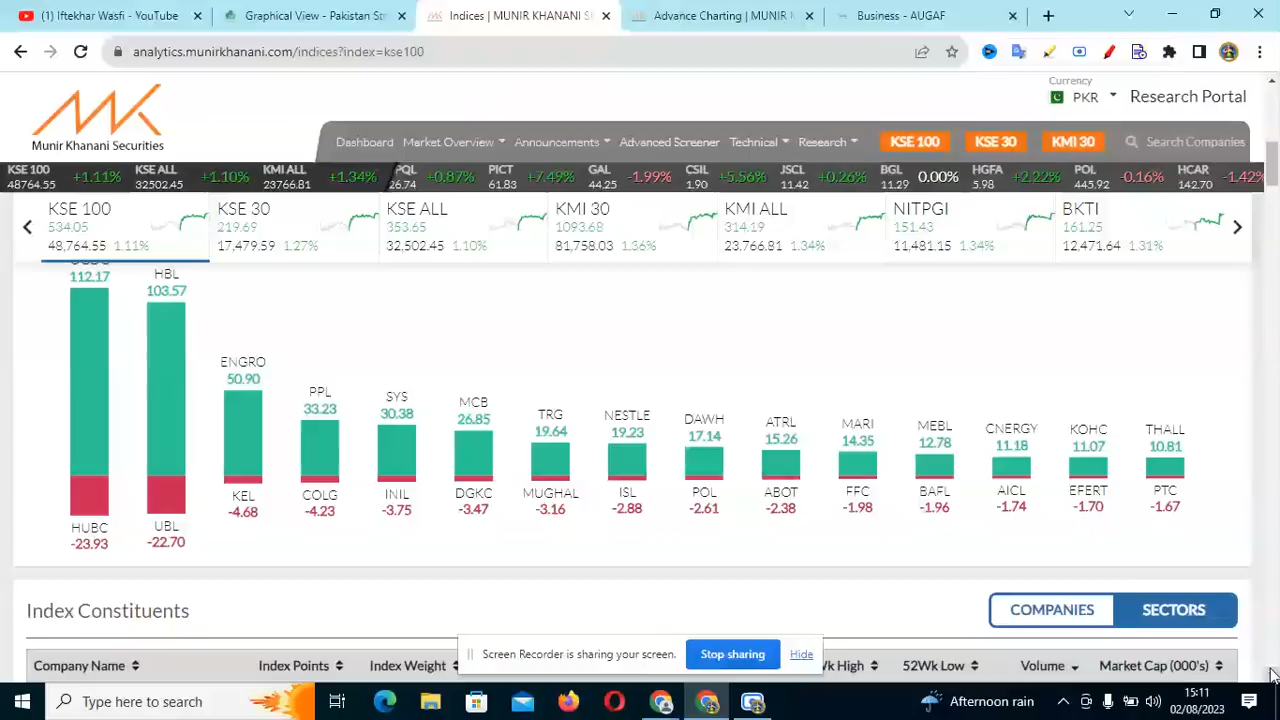 (1) YouTube - Iftekhar Wasfi
Graphical View - Pakistan St
Indices | MUNIR KHANANI S
Advance Charting | MUNIR
Business - AUGAF
analytics.munirkhanani.com/indices?index=kse100
Munir Khanani Securities
Currency
PKR
Research Portal
Dashboard Market Overview Announcements Advanced Screener Technical Research KSE 100 KSE 30 KMI 30 Search Companies
KSE 100 48764.55 +1.11%
KSE ALL 32502.45 +1.10%
KMI ALL 23766.81 +1.34%
PQL 26.74 +0.87%
PICT 61.83 +7.49%
GAL 44.25 -1.99%
CSIL 1.90 +5.56%
JSCL 11.42 +0.26%
BGL 11.29 0.00%
HGFA 5.98 +2.22%
POL 445.92 -0.16%
HCAR 142.70 -1.42%
KSE 100
534.05
48,764.55 1.11%
KSE 30
219.69
17,479.59 1.27%
KSE ALL
353.65
32,502.45 1.10%
KMI 30
1093.68
81,758.03 1.36%
KMI ALL
314.19
23,766.81 1.34%
NITPGI
151.43
11,481.15 1.34%
BKTI
161.25
12,471.64 1.31%
112.17
HBL
103.57
ENGRO
50.90
PPL
33.23
SYS
30.38
MCB
26.85
TRG
19.64
NESTLE
19.23
DAWH
17.14
ATRL
15.26
MARI
14.35
MEBL
12.78
CNERGY
11.18
KOHC
11.07
THALL
10.81
HUBC
-23.93
UBL
-22.70
KEL
-4.68
COLG
-4.23
INIL
-3.75
DGKC
-3.47
MUGHAL
-3.16
ISL
-2.88
POL
-2.61
ABOT
-2.38
FFC
-1.98
BAFL
-1.96
AICL
-1.74
EFERT
-1.70
PTC
-1.67
Index Constituents
COMPANIES SECTORS
Screen Recorder is sharing your screen. Stop sharing Hide
Company Name Index Points Index Weight Wk High 52Wk Low Volume Market Cap (000's)
Type here to search
Afternoon rain
15:11
02/08/2023